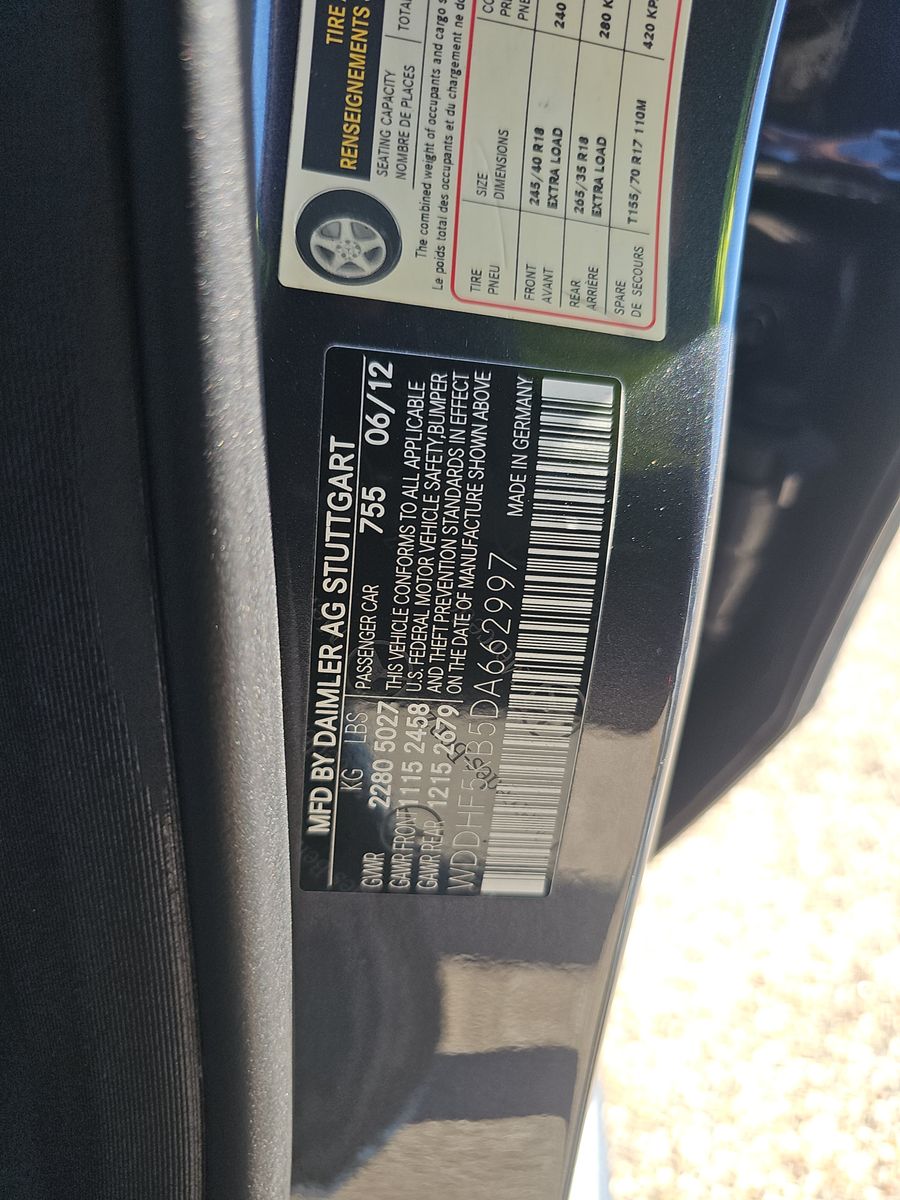 MFD BY DAIMLER AG STUTTGART
KG LBS PASSENGER CAR 755 06/12
GVWR 2280 5027 THIS VEHICLE CONFORMS TO ALL APPLICABLE
GAWR FRONT 1115 2458 U.S. FEDERAL MOTOR VEHICLE SAFETY,BUMPER
GAWR REAR 1215 2679 AND THEFT PREVENTION STANDARDS IN EFFECT
ON THE DATE OF MANUFACTURE SHOWN ABOVE
WDDHF5KB5DA662997 MADE IN GERMANY
TIRE
RENSEIGNEMENTS
SEATING CAPACITY
NOMBRE DE PLACES
The combined weight of occupants and cargo
Le poids total des occupants et du chargement ne
TIRE SIZE
PNEU DIMENSIONS
FRONT 245/40 R18 240
AVANT EXTRA LOAD
REAR 265/35 R18 280
ARRIÈRE EXTRA LOAD
SPARE T155/70 R17 110M 420
DE SECOURS